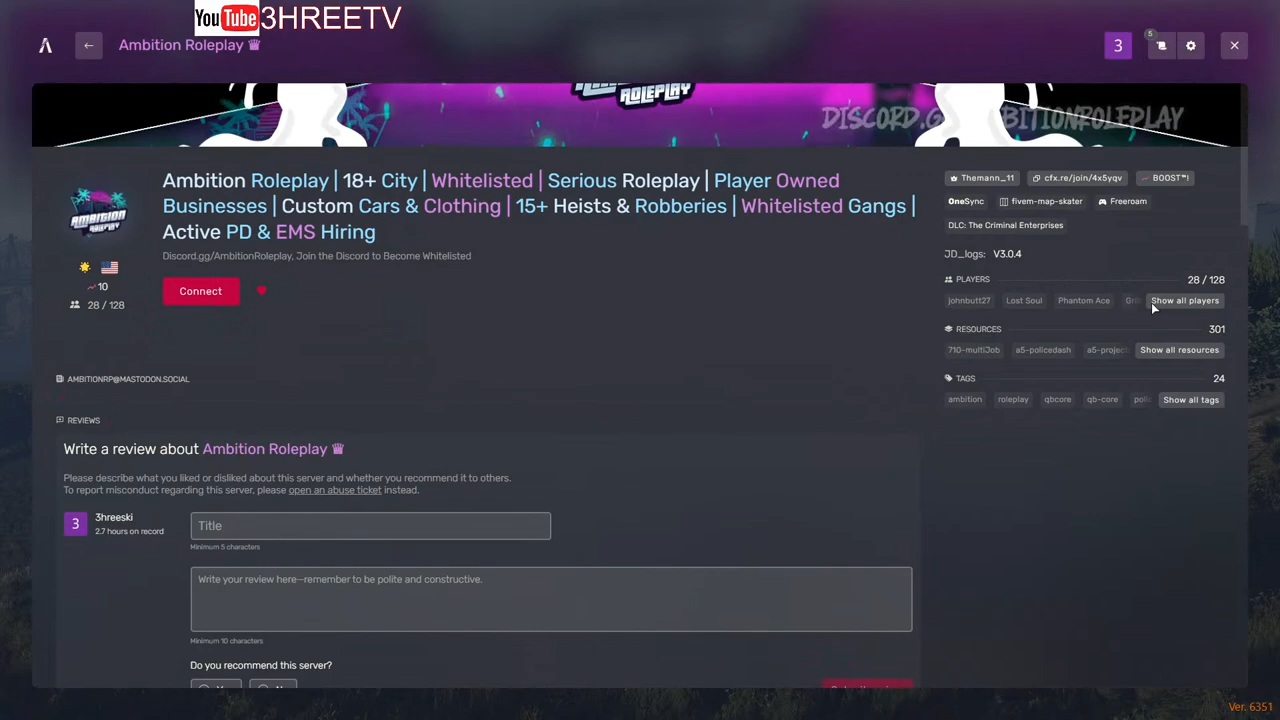 YouTube 3HREETV
Ambition Roleplay
3
5
ROLEPLAY
DISCORD.G
BITIONROLEPLAY
AMBITION
ROLEPLAY
10
28 / 128
Ambition Roleplay | 18+ City | Whitelisted | Serious Roleplay | Player Owned
Businesses | Custom Cars & Clothing | 15+ Heists & Robberies | Whitelisted Gangs |
Active PD & EMS Hiring
Discord.gg/AmbitionRoleplay, Join the Discord to Become Whitelisted
Connect
Themann_11
cfx.re/join/4x5yqv
BOOST™!
OneSync
fivem-map-skater
Freeroam
DLC: The Criminal Enterprises
JD_logs: V3.0.4
PLAYERS 28 / 128
johnbutt27 Lost Soul Phantom Ace Show all players
RESOURCES 301
710-multiJob a5-policedash a5-project Show all resources
TAGS 24
ambition roleplay qbcore qb-core Show all tags
AMBITIONRP@MASTODON.SOCIAL
REVIEWS
Write a review about Ambition Roleplay
Please describe what you liked or disliked about this server and whether you recommend it to others.
To report misconduct regarding this server, please open an abuse ticket instead.
3 3hreeski
2.7 hours on record
Title
Minimum 5 characters
Write your review here—remember to be polite and constructive.
Minimum 10 characters
Do you recommend this server?
Ver. 6351